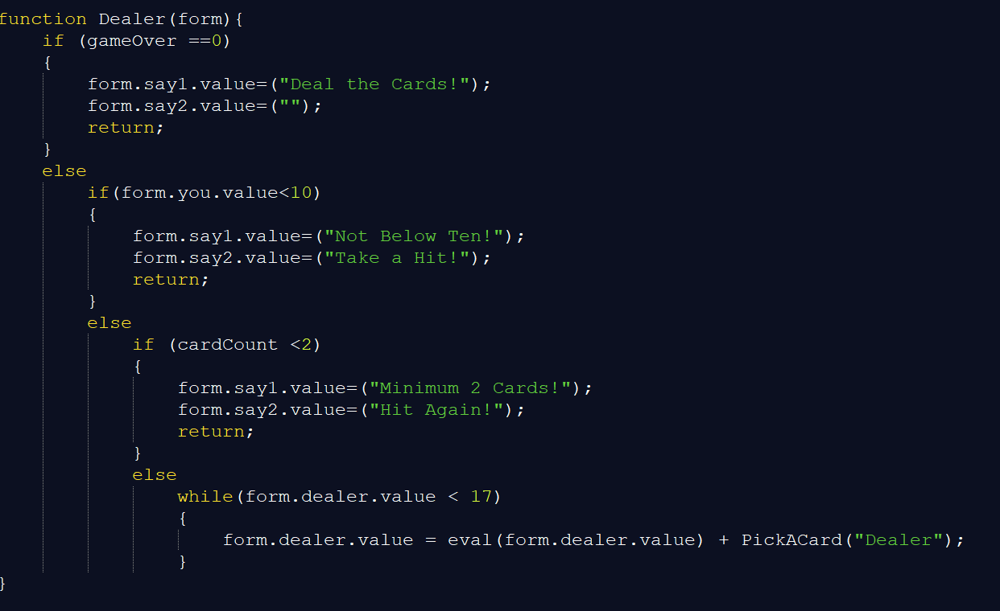 function Dealer(form){
    if (gameOver ==0)
    {
        form.say1.value=("Deal the Cards!");
        form.say2.value=("");
        return;
    }
    else
        if(form.you.value<10)
        {
            form.say1.value=("Not Below Ten!");
            form.say2.value=("Take a Hit!");
            return;
        }
        else
            if (cardCount <2)
            {
                form.say1.value=("Minimum 2 Cards!");
                form.say2.value=("Hit Again!");
                return;
            }
            else
                while(form.dealer.value < 17)
                {
                    form.dealer.value = eval(form.dealer.value) + PickACard("Dealer");
                }
}